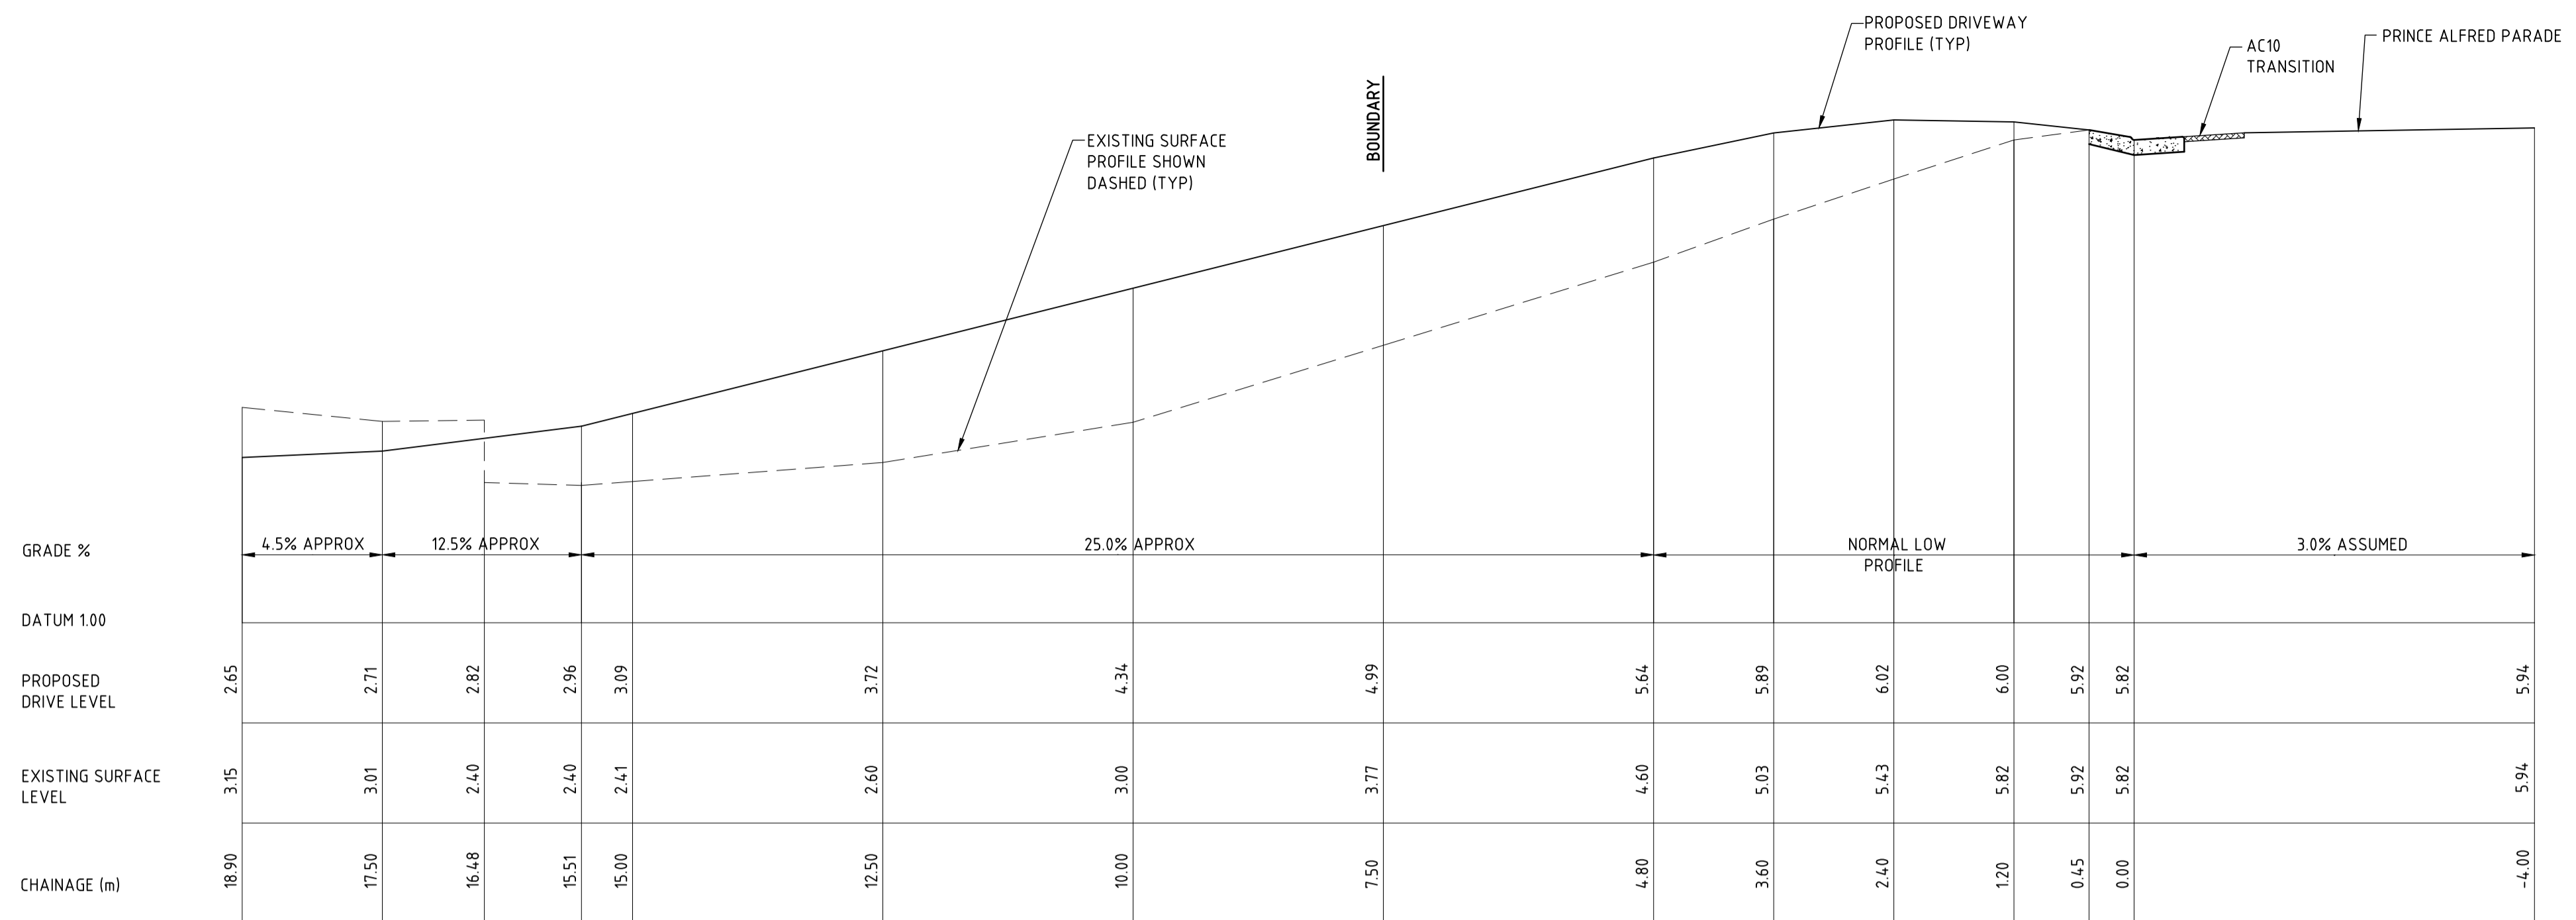 PROPOSED DRIVEWAY
PROFILE (TYP)
AC10
TRANSITION
PRINCE ALFRED PARADE
BOUNDARY
EXISTING SURFACE
PROFILE SHOWN
DASHED (TYP)
GRADE %
4.5% APPROX
12.5% APPROX
25.0% APPROX
NORMAL LOW
PROFILE
3.0% ASSUMED
DATUM 1.00
PROPOSED
DRIVE LEVEL
2.65
2.71
2.82
2.96
3.09
3.72
4.34
4.99
5.64
5.89
6.02
6.00
5.92
5.82
5.94
EXISTING SURFACE
LEVEL
3.15
3.01
2.40
2.40
2.41
2.60
3.00
3.77
4.60
5.03
5.43
5.82
5.92
5.82
5.94
CHAINAGE (m)
18.90
17.50
16.48
15.51
15.00
12.50
10.00
7.50
4.80
3.60
2.40
1.20
0.45
0.00
-4.00